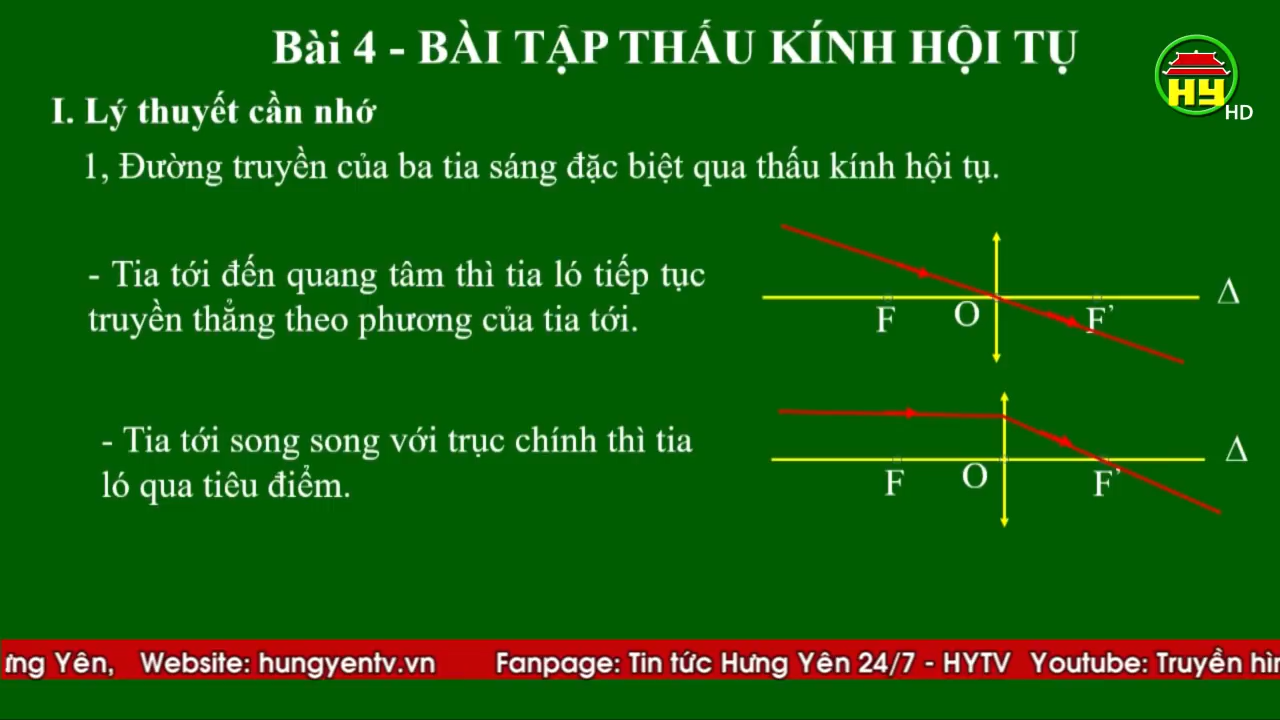 Bài 4 - BÀI TẬP THẤU KÍNH HỘI TỤ
HY
HD
I. Lý thuyết cần nhớ
1, Đường truyền của ba tia sáng đặc biệt qua thấu kính hội tụ.
- Tia tới đến quang tâm thì tia ló tiếp tục
truyền thẳng theo phương của tia tới.
F O F’ Δ
- Tia tới song song với trục chính thì tia
ló qua tiêu điểm.
F O F’ Δ
ưng Yên, Website: hungyentv.vn Fanpage: Tin tức Hưng Yên 24/7 - HYTV Youtube: Truyền hìn